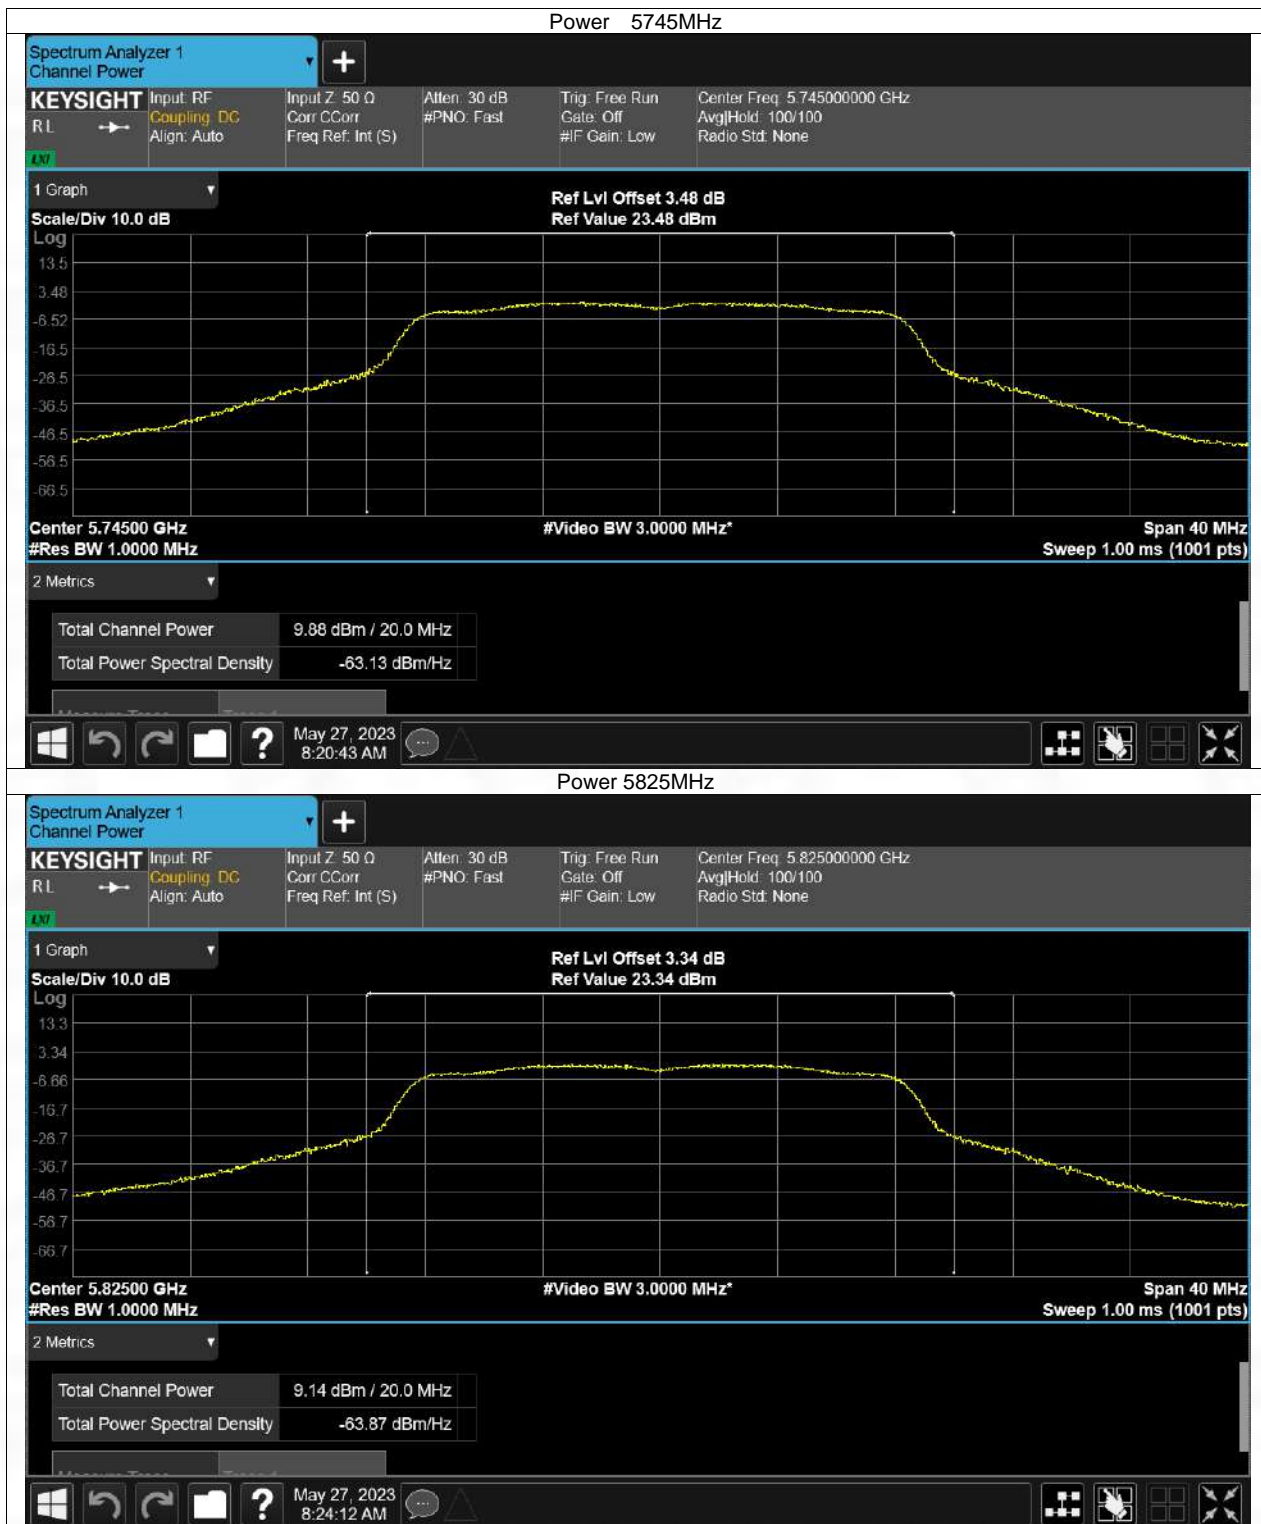 Power 5745MHz
Spectrum Analyzer 1
Channel Power
KEYSIGHT
RL
LXI
Input: RF
Coupling: DC
Align: Auto
Input Z: 50 Ω
Corr CCorr
Freq Ref: Int (S)
Atten: 30 dB
#PNO: Fast
Trig: Free Run
Gate: Off
#IF Gain: Low
Center Freq: 5.745000000 GHz
Avg|Hold: 100/100
Radio Std: None
1 Graph
Ref Lvl Offset 3.48 dB
Scale/Div 10.0 dB
Ref Value 23.48 dBm
Log
13.5
3.48
-6.52
-16.5
-26.5
-36.5
-46.5
-56.5
-66.5
Center 5.74500 GHz
#Video BW 3.0000 MHz*
Span 40 MHz
#Res BW 1.0000 MHz
Sweep 1.00 ms (1001 pts)
2 Metrics
Total Channel Power 9.88 dBm / 20.0 MHz
Total Power Spectral Density -63.13 dBm/Hz
?
May 27, 2023
8:20:43 AM
Power 5825MHz
Spectrum Analyzer 1
Channel Power
KEYSIGHT
RL
LXI
Input: RF
Coupling: DC
Align: Auto
Input Z: 50 Ω
Corr CCorr
Freq Ref: Int (S)
Atten: 30 dB
#PNO: Fast
Trig: Free Run
Gate: Off
#IF Gain: Low
Center Freq: 5.825000000 GHz
Avg|Hold: 100/100
Radio Std: None
1 Graph
Ref Lvl Offset 3.34 dB
Scale/Div 10.0 dB
Ref Value 23.34 dBm
Log
13.3
3.34
-6.66
-16.7
-26.7
-36.7
-46.7
-56.7
-66.7
Center 5.82500 GHz
#Video BW 3.0000 MHz*
Span 40 MHz
#Res BW 1.0000 MHz
Sweep 1.00 ms (1001 pts)
2 Metrics
Total Channel Power 9.14 dBm / 20.0 MHz
Total Power Spectral Density -63.87 dBm/Hz
?
May 27, 2023
8:24:12 AM